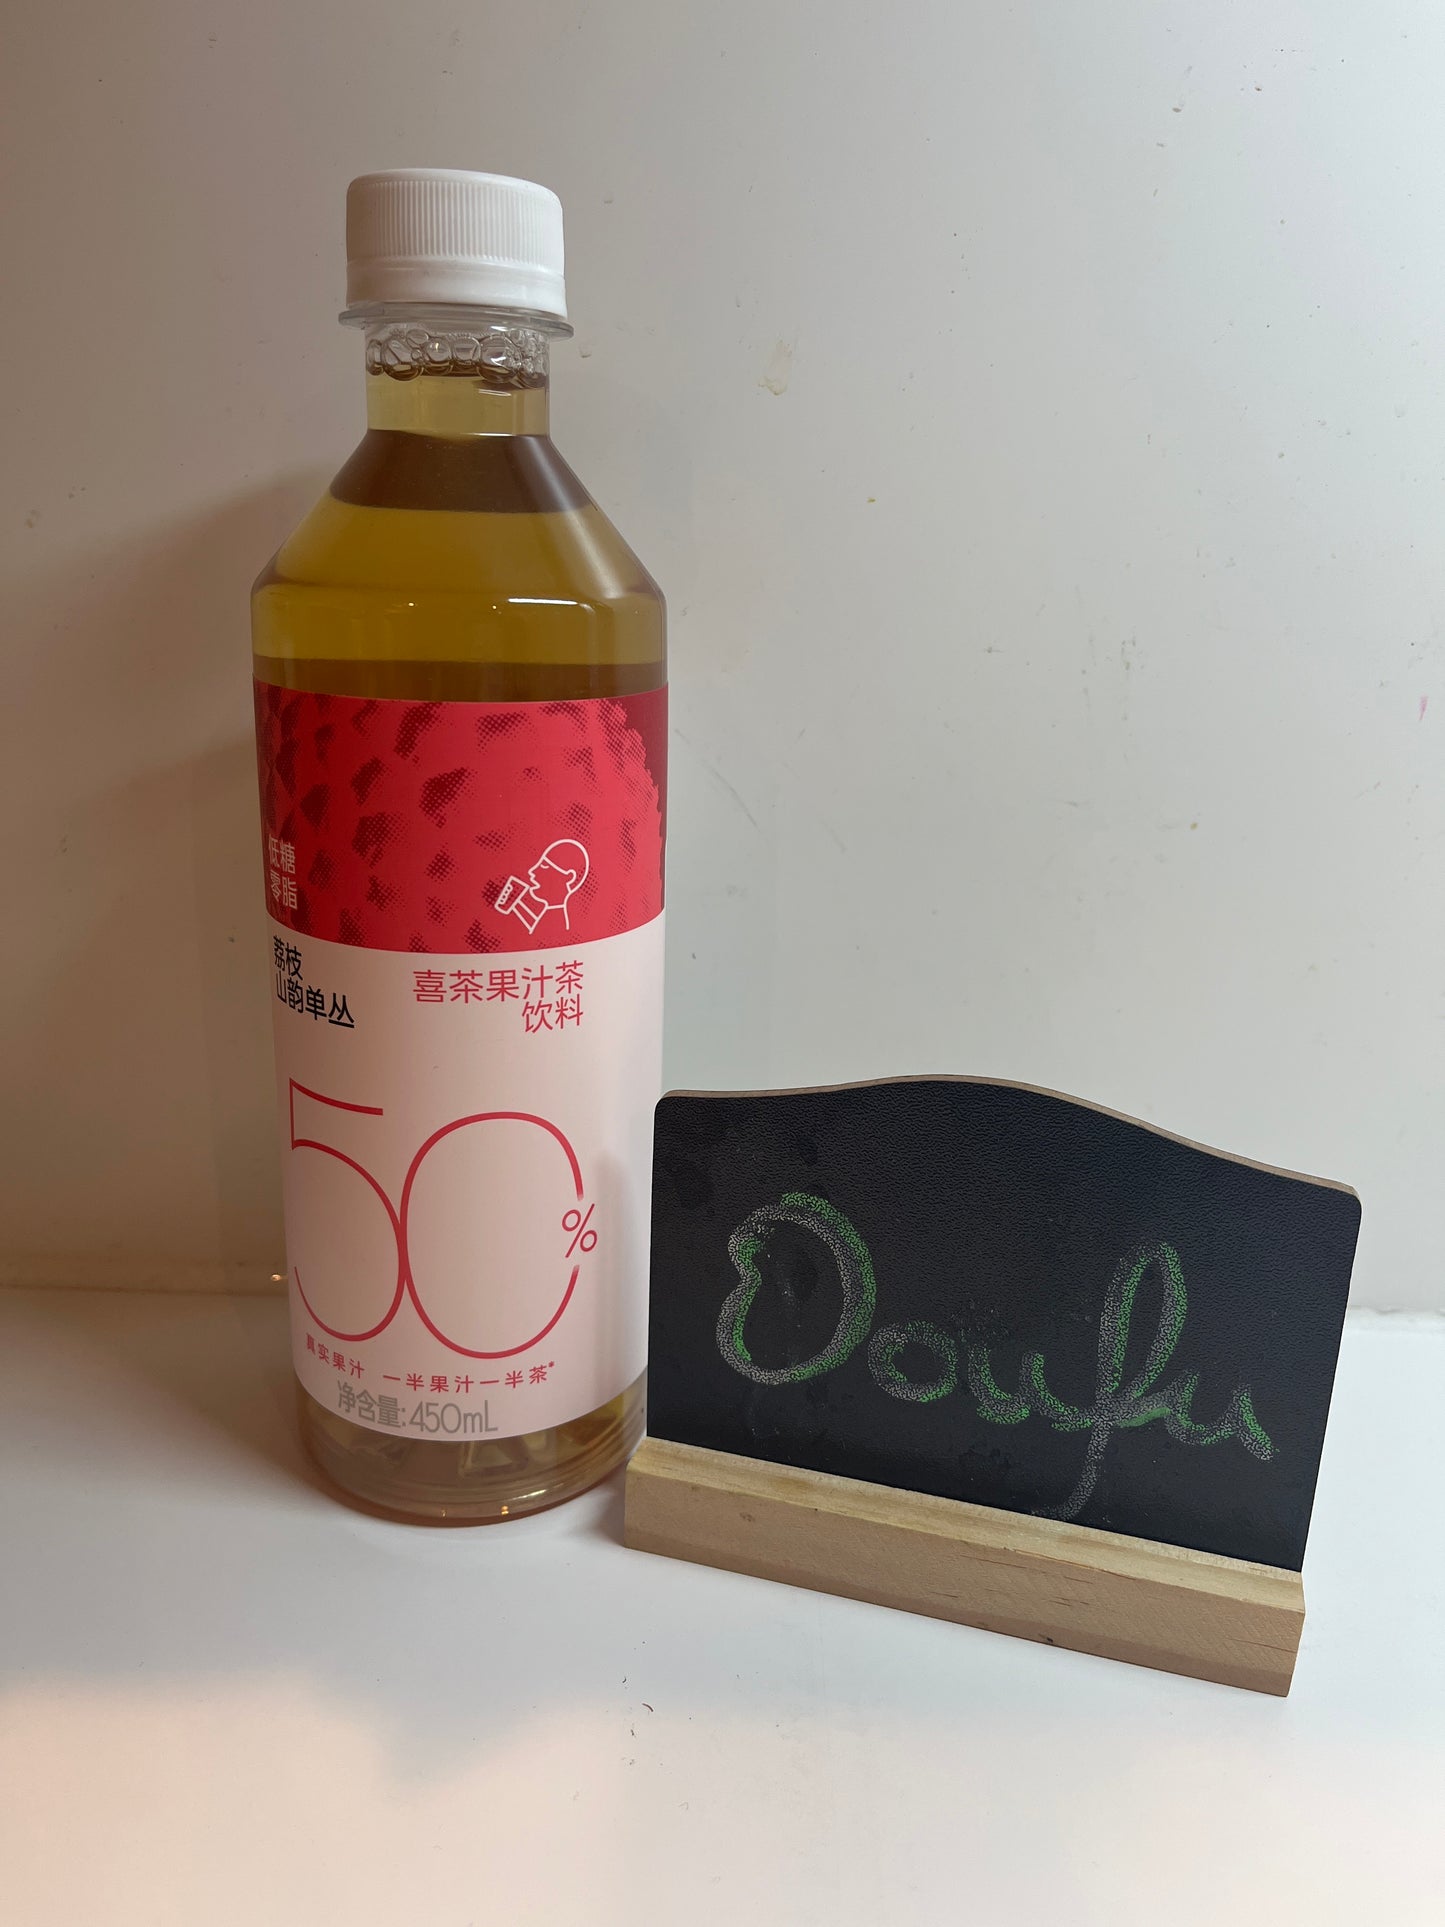 低糖
零脂
荔枝
山韵单丛
喜茶果汁茶
饮料
50%
真实果汁 一半果汁一半茶*
净含量:450mL
Doufu